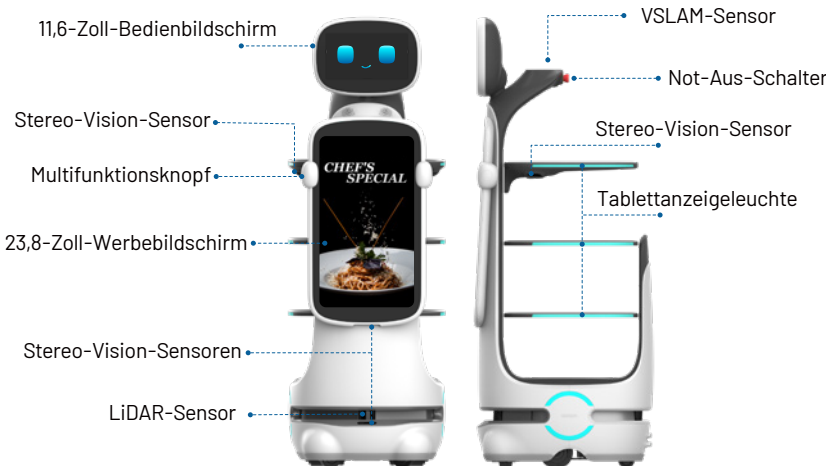 11,6-Zoll-Bedienbildschirm
Stereo-Vision-Sensor
Multifunktionsknopf
23,8-Zoll-Werbebildschirm
Stereo-Vision-Sensoren
LiDAR-Sensor
CHEF'S
SPECIAL
VSLAM-Sensor
Not-Aus-Schalter
Stereo-Vision-Sensor
Tablettanzeigeleuchte